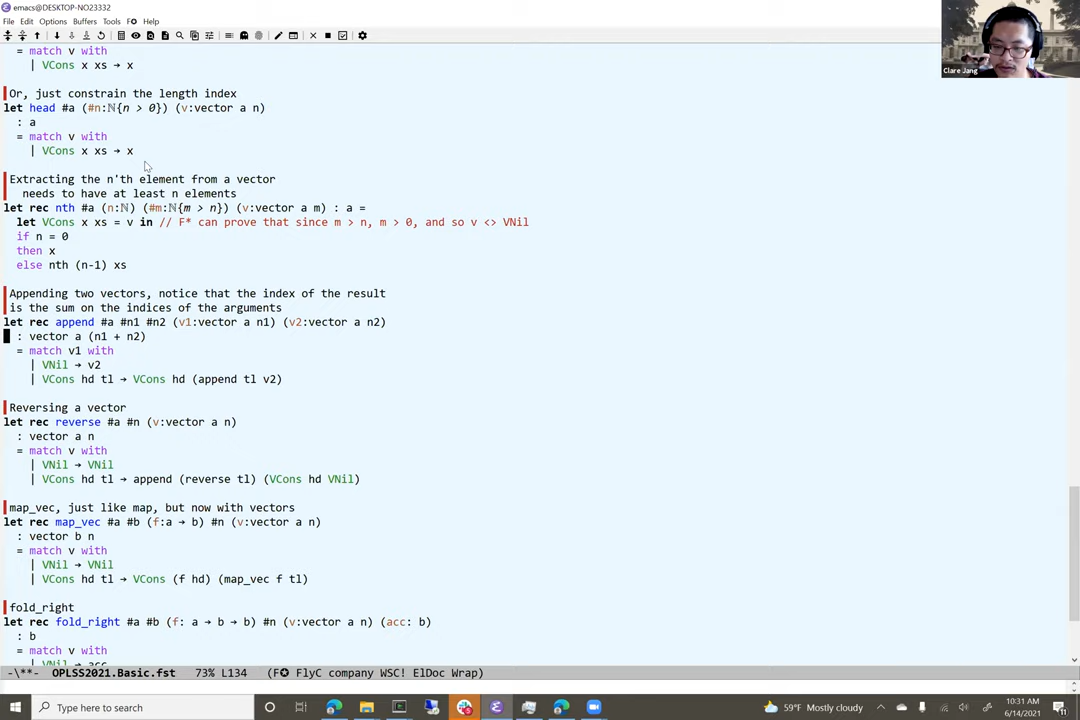 emacs@DESKTOP-NO23332
File Edit Options Buffers Tools F✪ Help
= match v with
| VCons x xs → x
Or, just constrain the length index
let head #a (#n:ℕ{n > 0}) (v:vector a n)
: a
= match v with
| VCons x xs → x
Extracting the n'th element from a vector
needs to have at least n elements
let rec nth #a (n:ℕ) (#m:ℕ{m > n}) (v:vector a m) : a =
let VCons x xs = v in // F* can prove that since m > n, m > 0, and so v <> VNil
if n = 0
then x
else nth (n-1) xs
Appending two vectors, notice that the index of the result
is the sum on the indices of the arguments
let rec append #a #n1 #n2 (v1:vector a n1) (v2:vector a n2)
: vector a (n1 + n2)
= match v1 with
| VNil → v2
| VCons hd tl → VCons hd (append tl v2)
Reversing a vector
let rec reverse #a #n (v:vector a n)
: vector a n
= match v with
| VNil → VNil
| VCons hd tl → append (reverse tl) (VCons hd VNil)
map_vec, just like map, but now with vectors
let rec map_vec #a #b (f:a → b) #n (v:vector a n)
: vector b n
= match v with
| VNil → VNil
| VCons hd tl → VCons (f hd) (map_vec f tl)
fold_right
let rec fold_right #a #b (f: a → b → b) #n (v:vector a n) (acc: b)
: b
= match v with
| VNil → acc
-\**- OPLSS2021.Basic.fst 73% L134 (F✪ FlyC company WSC! ElDoc Wrap)
Type here to search
59°F Mostly cloudy
10:31 AM
6/14/2021
Clare Jang